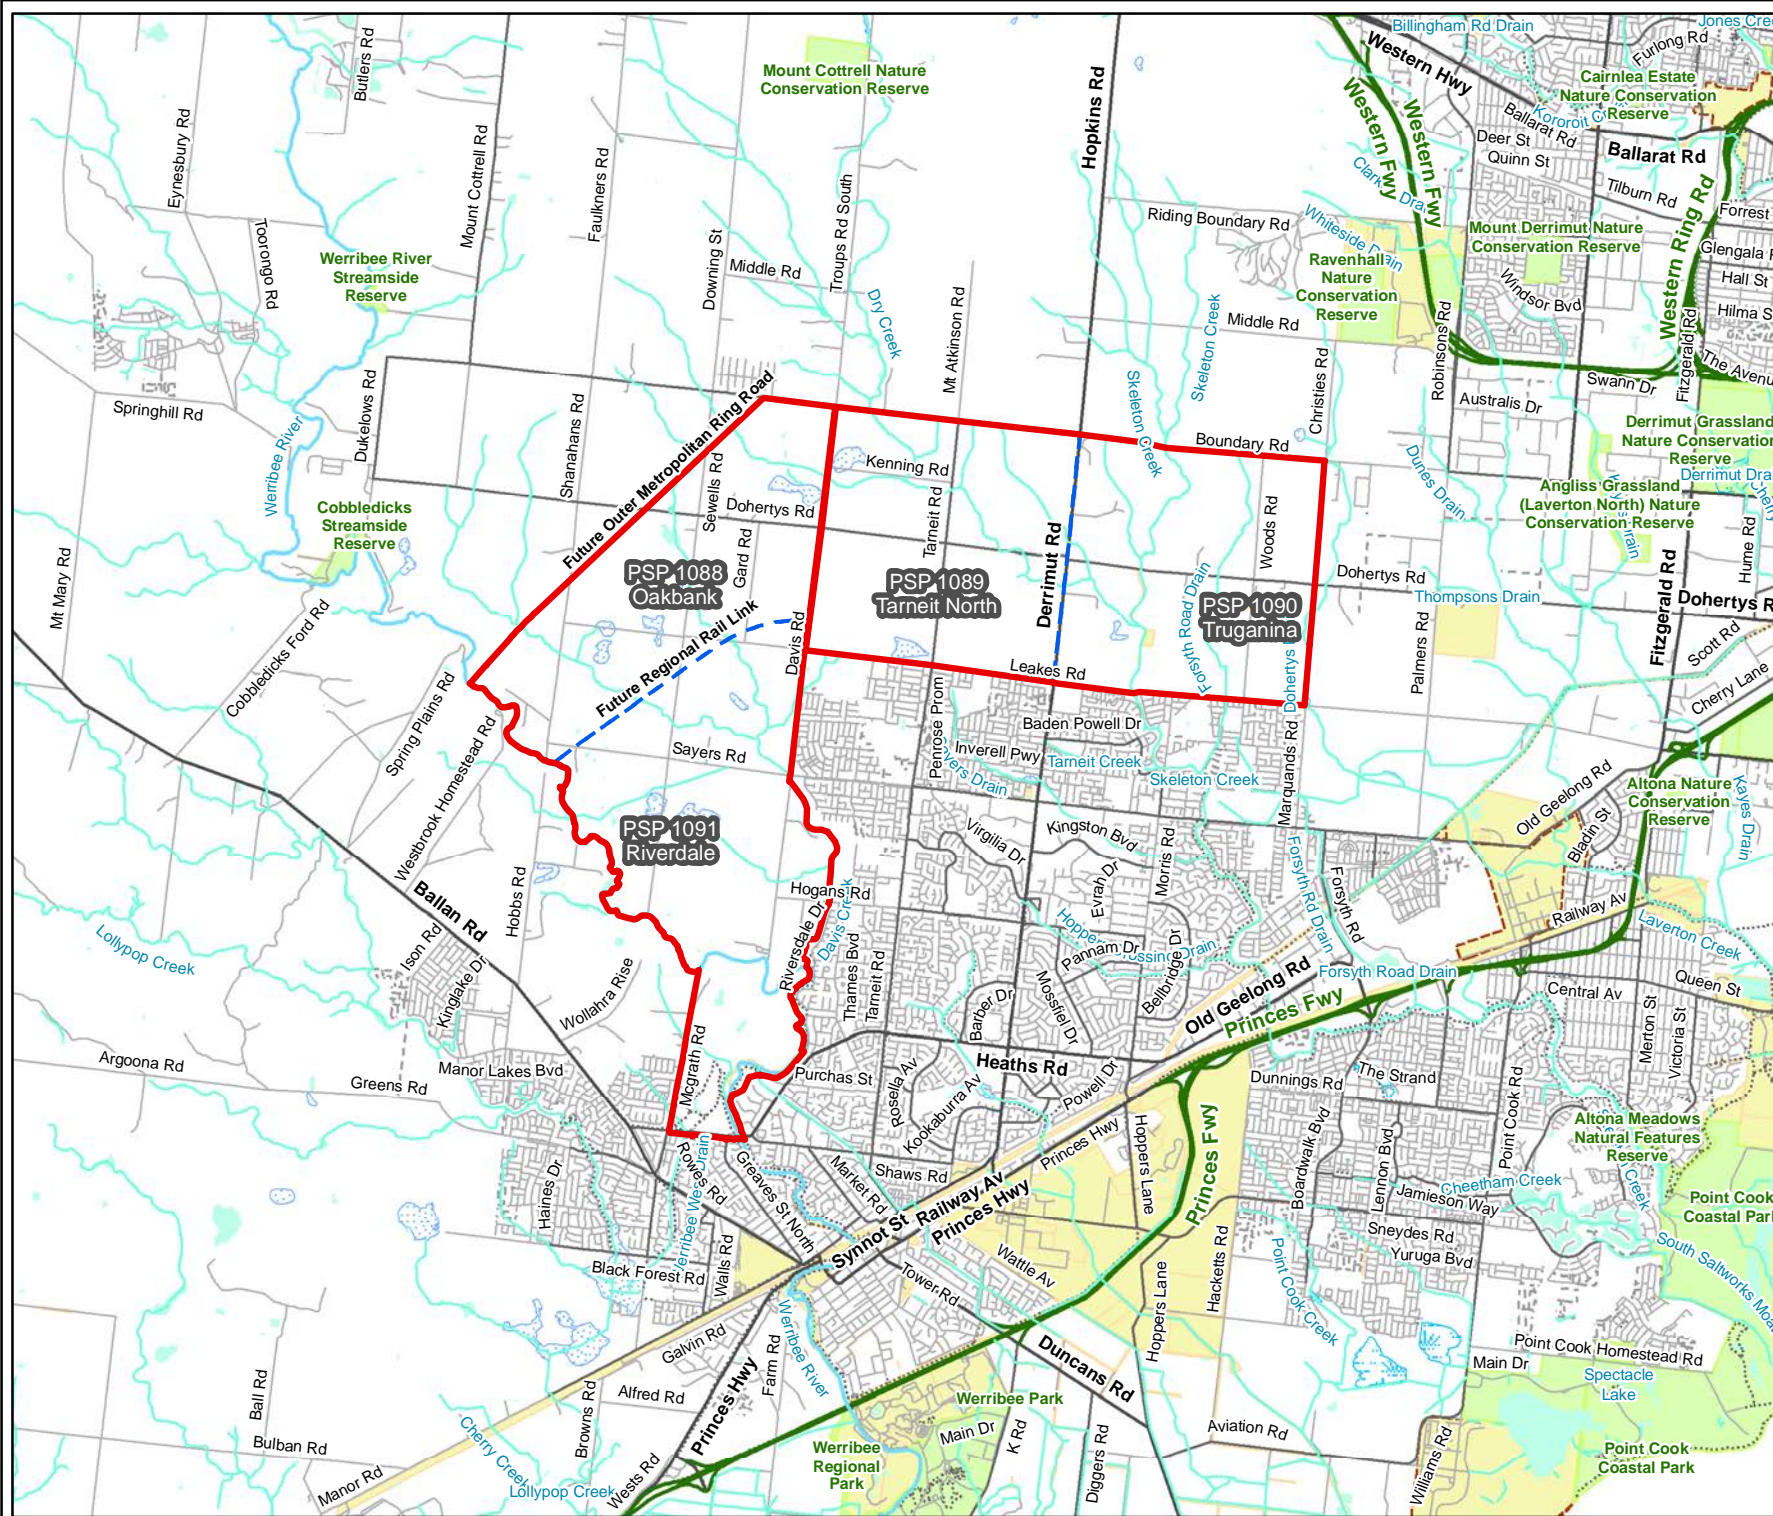 Billingham Rd Drain
Jones Cree
Western Hwy
Furlong Rd
Butlers Rd
Mount Cottrell Nature
Conservation Reserve
Hopkins Rd
Western Fwy
Western Fwy
Cairnlea Estate
Nature Conservation
Reserve
Kororoit C
Ballarat Rd
Deer St
Quinn St
Ballarat Rd
Eynesbury Rd
Mount Cottrell Rd
Faulkners Rd
Troups Rd South
Clark
Dra
Tilburn Rd
Western Ring Rd
Forrest
Riding Boundary Rd
Whiteside Drain
Mount Derrimut Nature
Conservation Reserve
Glengala
Hall St
Hilma S
Toorongo Rd
Werribee River
Streamside
Reserve
Downing St
Middle Rd
Dry Creek
Mt Atkinson Rd
Ravenhall
Nature
Conservation
Reserve
Windsor Bvd
Skeleton Creek
Middle Rd
Robinsons Rd
Fitzgerald Rd
The Avenu
Swann Dr
Springhill Rd
Dukelows Rd
Shanahans Rd
Future Outer Metropolitan Ring Road
Skeleton Creek
Christies Rd
Australis Dr
Boundary Rd
Derrimut Grassland
Nature Conservation
Reserve
Derrimut Dra
Cherry
Werribee River
Kenning Rd
Sewells Rd
Doherty​s Rd
Tarneit Rd
Dunes Drain
Angliss Grassland
(Laverton North) Nature
Conservation Reserve
Cobbledicks
Streamside
Reserve
Woods Rd
Hume Rd
Mt Mary Rd
Gard Rd
PSP 1088
Oakbank
PSP 1089
Tarneit North
Derrimut Rd
Forsyth Road Drain
PSP 1090
Truganina
Dohertys Rd
Thompsons Drain
Fitzgerald Rd
Dohertys R
Scott Rd
Cobbledicks Ford Rd
Future Regional Rail Link
Davis Rd
Leakes Rd
Dohertys
Palmers Rd
Cherry Lane
Spring Plains Rd
Westbrook Homestead Rd
Sayers Rd
Penrose Prom
Baden Powell Dr
Inverell Pwy
Tarneit Creek
Skeleton Creek
Marquands Rd
Old Geelong Rd
Altona Nature
Conservation
Reserve
Kayes Drain
PSP 1091
Riverdale
Virgilia Dr
Kingston Bvd
Evrah Dr
Morris Rd
Forsyth Rd Drain
Forsyth Rd
Bladin St
Railway Av
Laverton Creek
Ballan Rd
Hobbs Rd
Hogans Rd
Riversdale Dr
Davis Creek
Lollypop Creek
Ison Rd
Kinglake Dr
Wollahra Rise
Thames Bvd
Tarneit Rd
Pannam Dr
Mossfiel Dr
Bellbridge Dr
Barber Dr
Old Geelong Rd
Princes Fwy
Forsyth Road Drain
Central Av
Queen St
Merton St
Victoria St
Argoona Rd
Greens Rd
Manor Lakes Bvd
Mcgrath Rd
Purchas St
Rosella Av
Kookaburra Av
Heaths Rd
Powell Dr
Dunnings Rd
The Strand
Point Cook Rd
Altona Meadows
Natural Features
Reserve
Haines Dr
Rowes Rd
Greaves St North
Market Rd
Shaws Rd
Princes Hwy
Hoppers Lane
Princes Fwy
Boardwalk Bvd
Lennon Bvd
Jamieson Way
Cheetham Creek
Sneydes Rd
Yuruga Bvd
Point Cook
Coastal Park
Synnot St
Railway Av
Princes Hwy
Wattle Av
Tower Rd
Walls Rd
Black Forest Rd
Werribee River
Hoppers Lane
Hacketts Rd
Point Cook Creek
South Saltworks Moa
Galvin Rd
Princes Hwy
Farm Rd
Alfred Rd
Duncans Rd
Point Cook Homestead Rd
Main Dr
Spectacle
Lake
Ball Rd
Bulban Rd
Browns Rd
Werribee Park
Main Dr
K Rd
Diggers Rd
Aviation Rd
Williams Rd
Point Cook
Coastal Park
Manor Rd
Cherry Creek
Lollypop Creek
Wests Rd
Werribee
Regional
Park